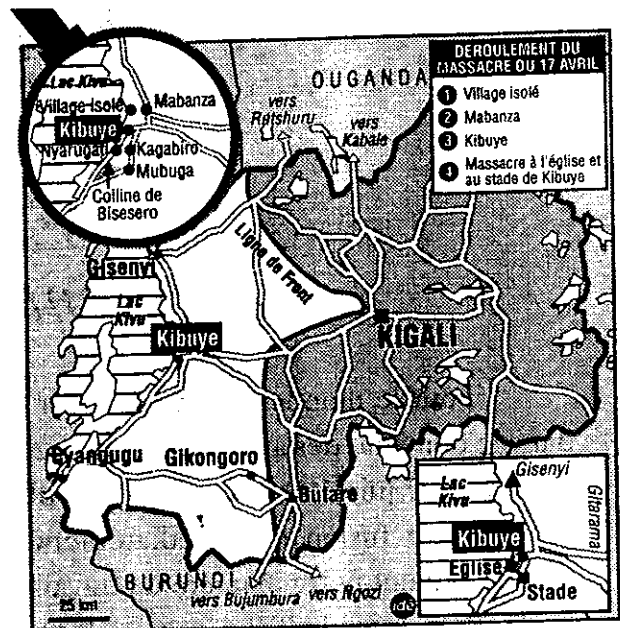 DEROULEMENT DU
MASSACRE DU 17 AVRIL
1 Village isolé
2 Mabanza
3 Kibuye
4 Massacre à l'église et
au stade de Kibuye
Lac Kivu
Village isolé
Mabanza
Kibuye
Nyarugati
Kagabiro
Mubuga
Colline de
Bisesero
OUGANDA
vers
Rutshuru
vers
Kabale
Gisenyi
Ligne de Front
Lac
Kivu
Kibuye
KIGALI
Cyangugu
Gikongoro
Butare
BURUNDI
vers Bujumbura
vers Ngozi
25 km
idé
Lac
Kivu
Gisenyi
Gitarama
Kibuye
Eglise
Stade